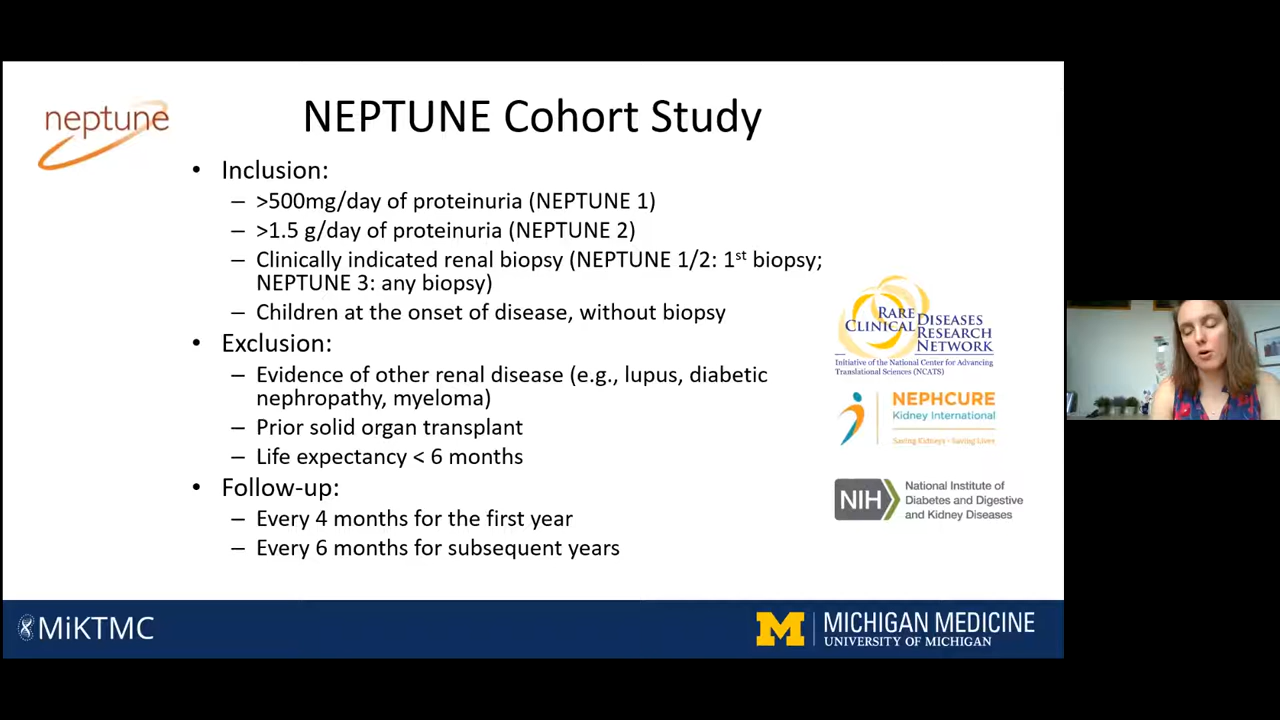 neptune
NEPTUNE Cohort Study
• Inclusion:
– >500mg/day of proteinuria (NEPTUNE 1)
– >1.5 g/day of proteinuria (NEPTUNE 2)
– Clinically indicated renal biopsy (NEPTUNE 1/2: 1st biopsy;
NEPTUNE 3: any biopsy)
– Children at the onset of disease, without biopsy
• Exclusion:
– Evidence of other renal disease (e.g., lupus, diabetic
nephropathy, myeloma)
– Prior solid organ transplant
– Life expectancy < 6 months
• Follow-up:
– Every 4 months for the first year
– Every 6 months for subsequent years
RARE
CLINICAL DISEASES
RESEARCH
NETWORK
Initiative of the National Center for Advancing
Translational Sciences (NCATS)
NEPHCURE
Kidney International
Saving Kidneys • Saving Lives
NIH
National Institute of
Diabetes and Digestive
and Kidney Diseases
MiKTMC
M
MICHIGAN MEDICINE
UNIVERSITY OF MICHIGAN